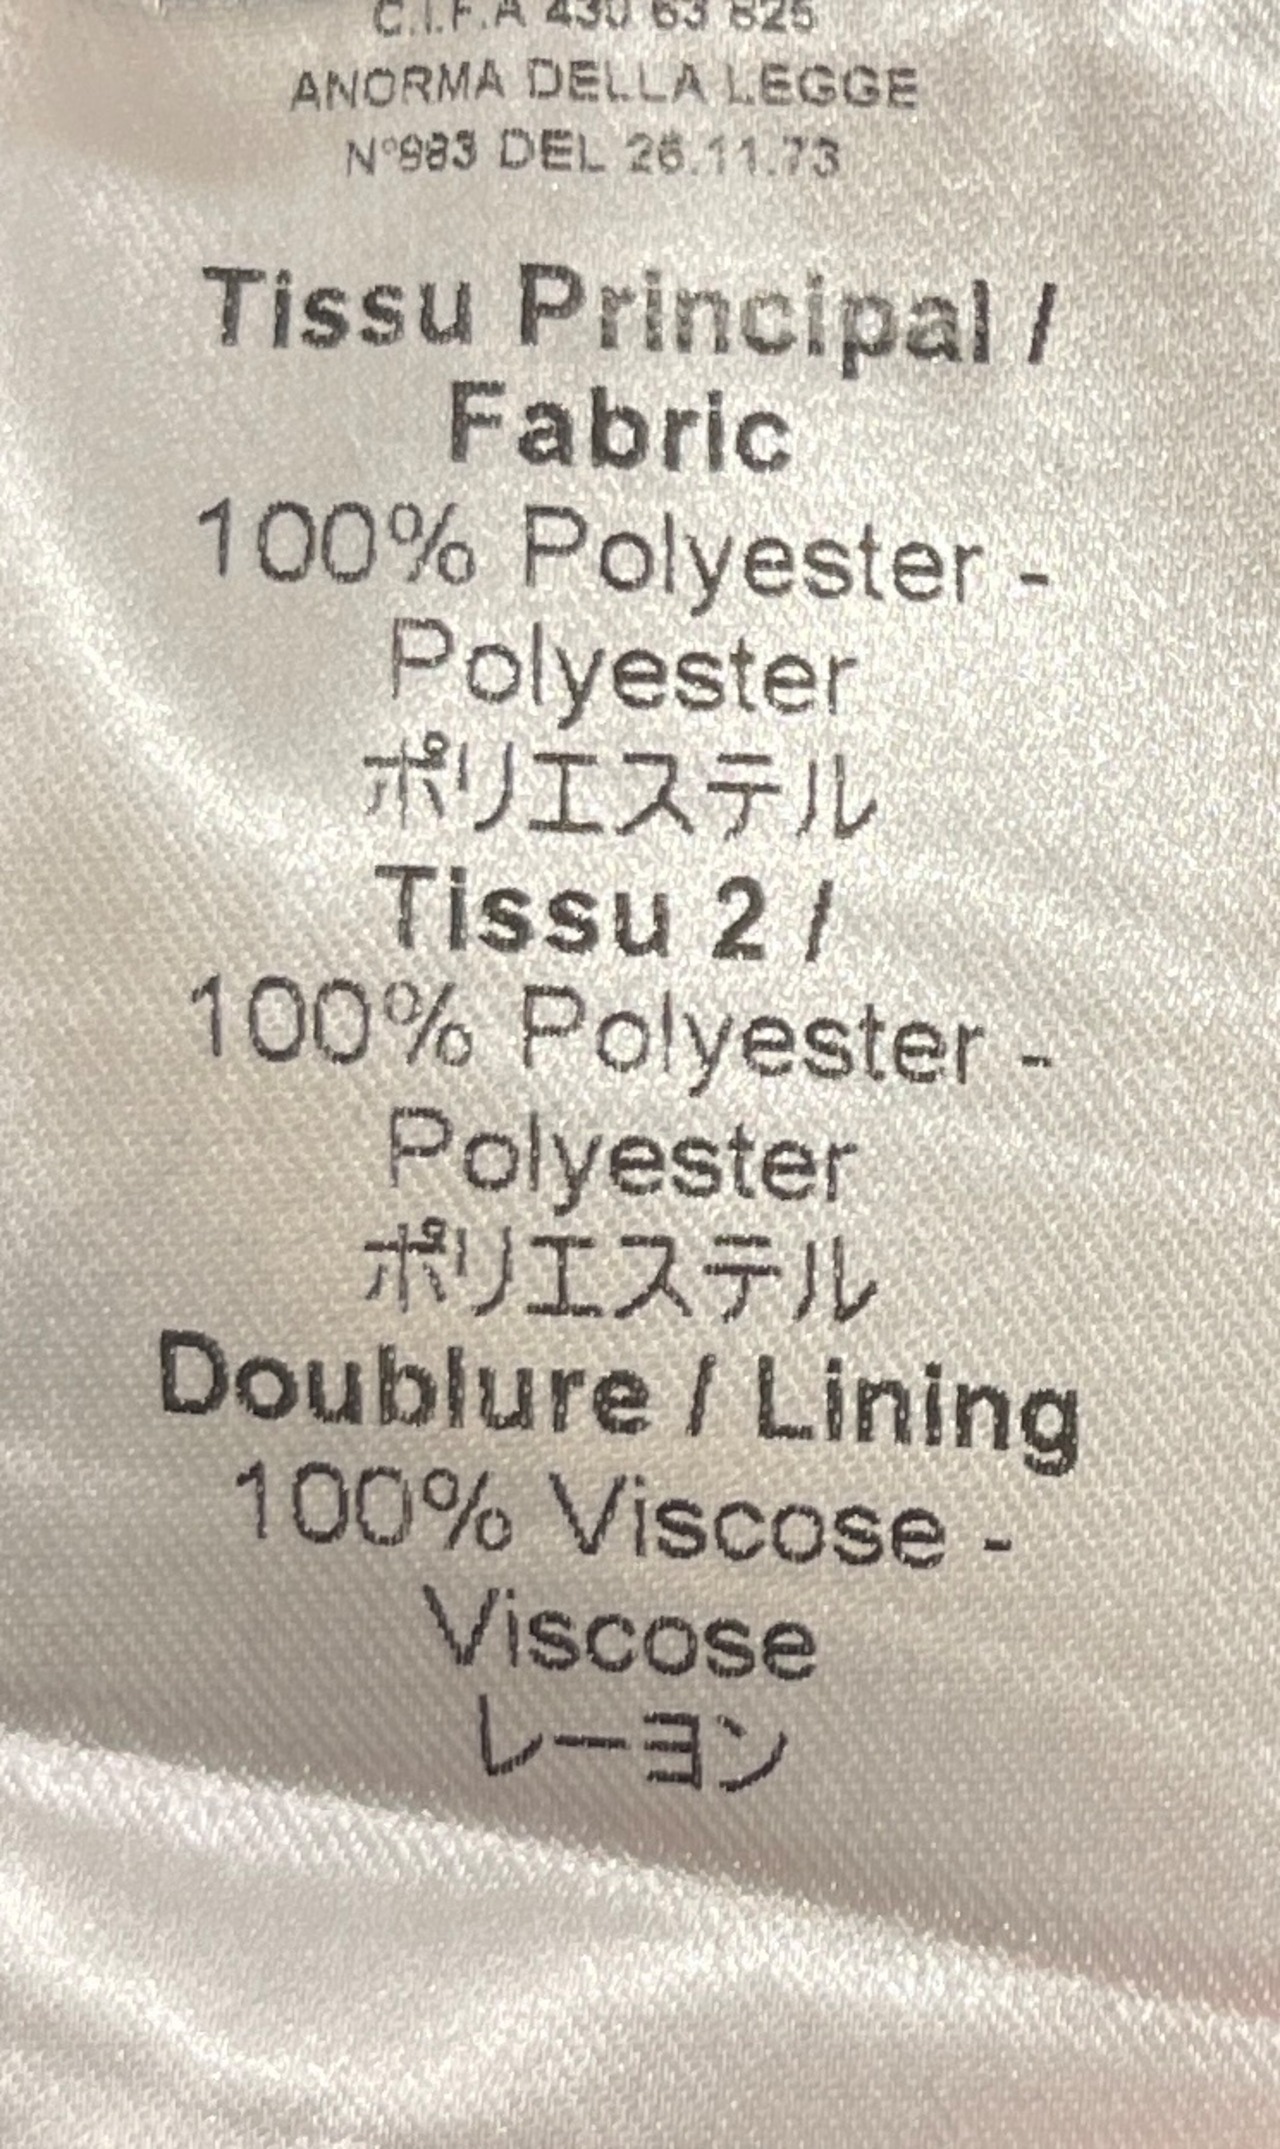 C.I.F.A 430 63 825
ANORMA DELLA LEGGE
N°983 DEL 26.11.73
Tissu Principal /
Fabric
100% Polyester -
Polyester
ポリエステル
Tissu 2 /
100% Polyester -
Polyester
ポリエステル
Doublure / Lining
100% Viscose -
Viscose
レーヨン